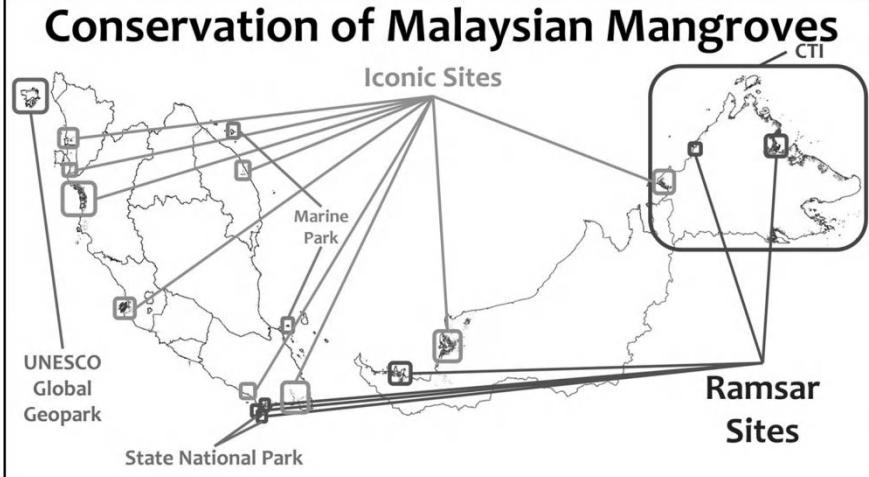 Conservation of Malaysian Mangroves
CTI
Iconic Sites
Marine
Park
UNESCO
Global
Geopark
Ramsar
Sites
State National Park